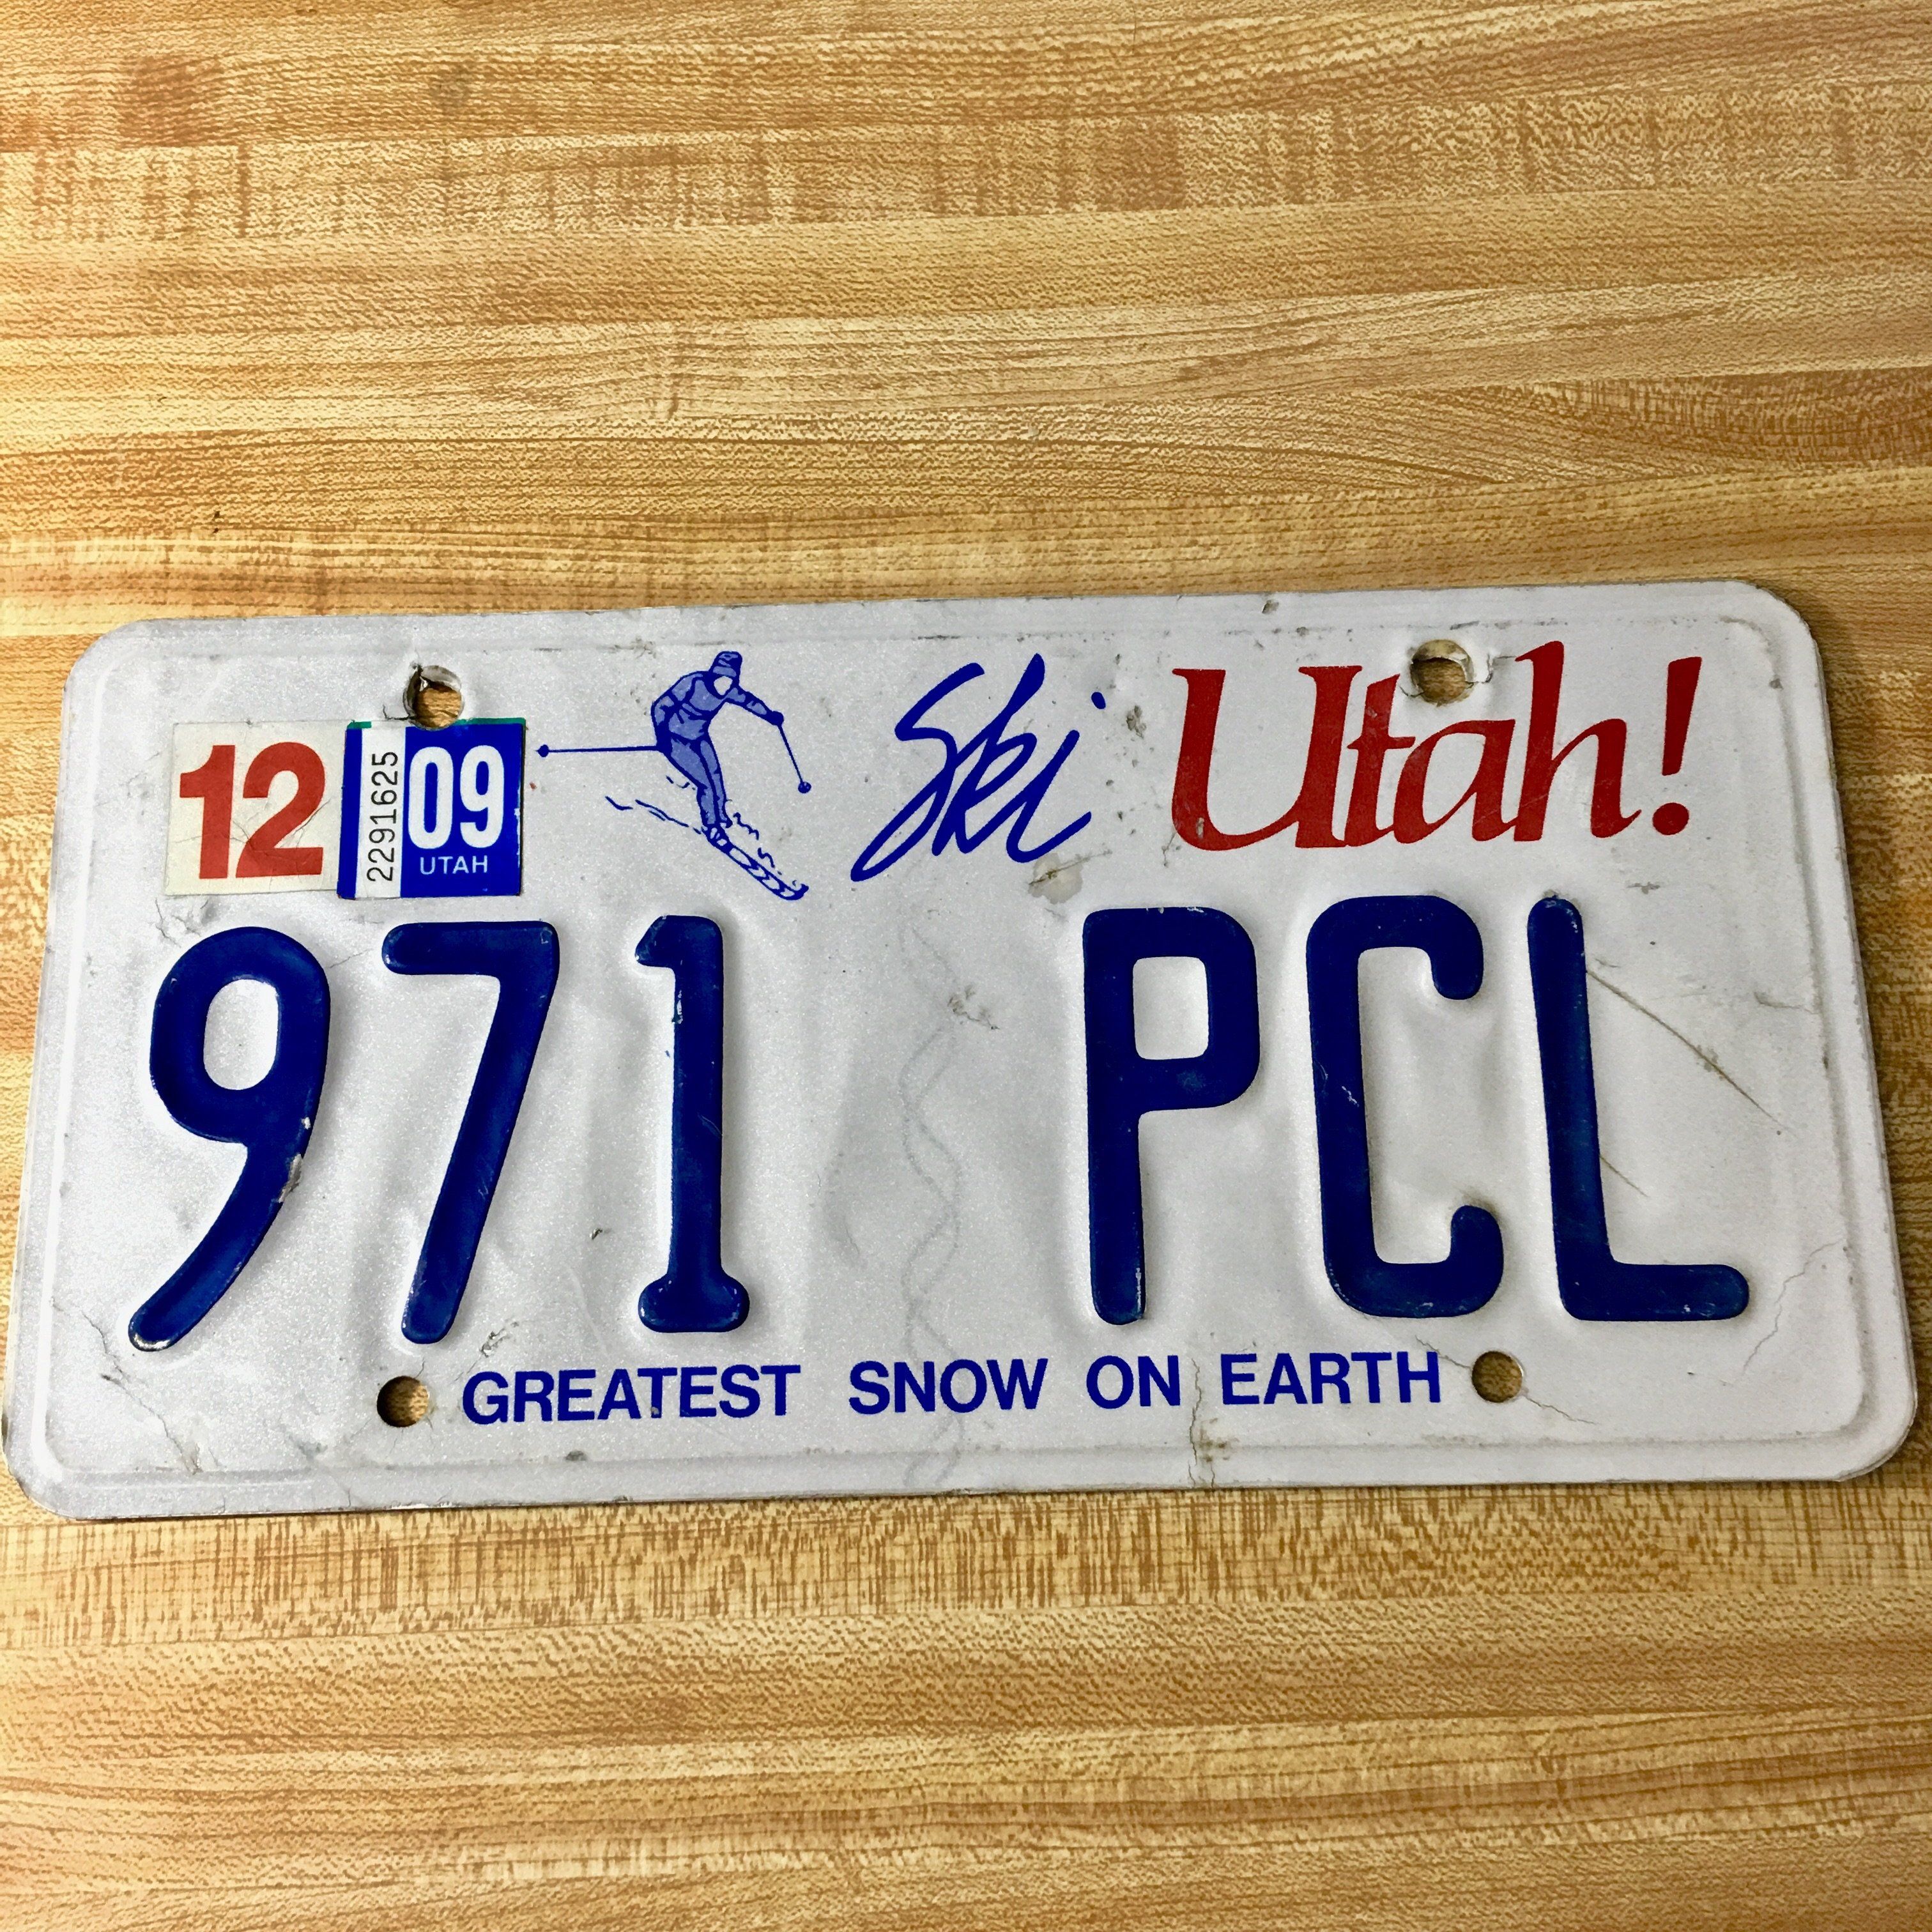 Ski Utah!
12 2291625 09
UTAH
971 PCL
GREATEST SNOW ON EARTH